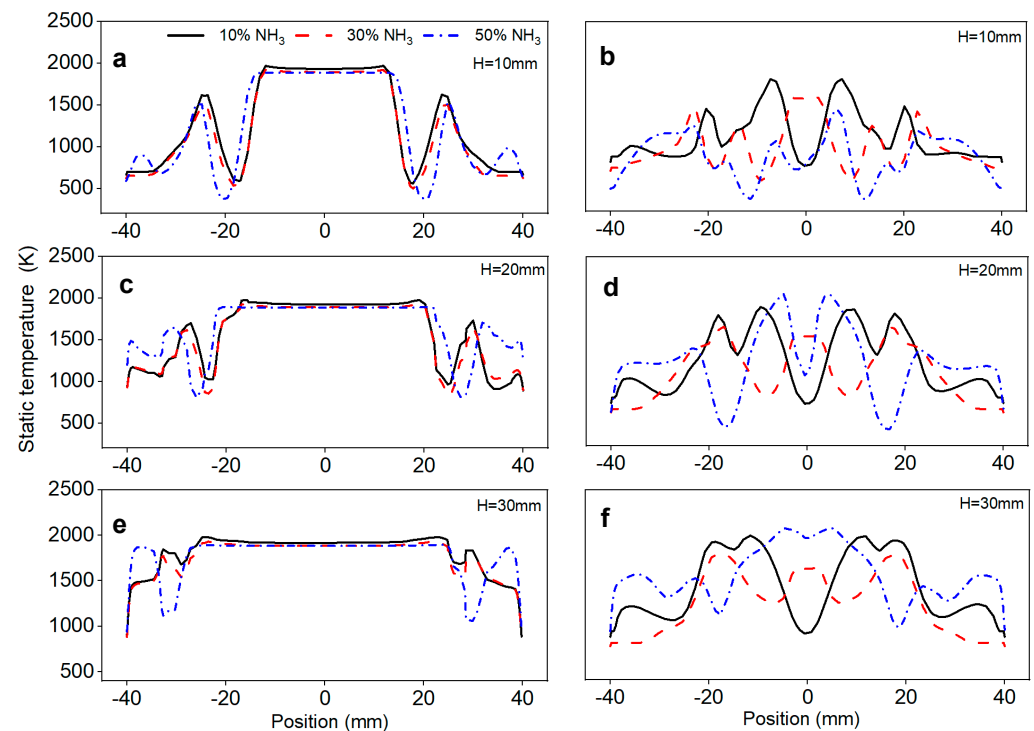 2500
2000
1500
1000
500
10% NH3 30% NH3 50% NH3
a
H=10mm
-40 -20 0 20 40
b
H=10mm
-40 -20 0 20 40
Static temperature (K)
2500
2000
1500
1000
500
c
H=20mm
-40 -20 0 20 40
d
H=20mm
-40 -20 0 20 40
2500
2000
1500
1000
500
e
H=30mm
-40 -20 0 20 40
Position (mm)
f
H=30mm
-40 -20 0 20 40
Position (mm)